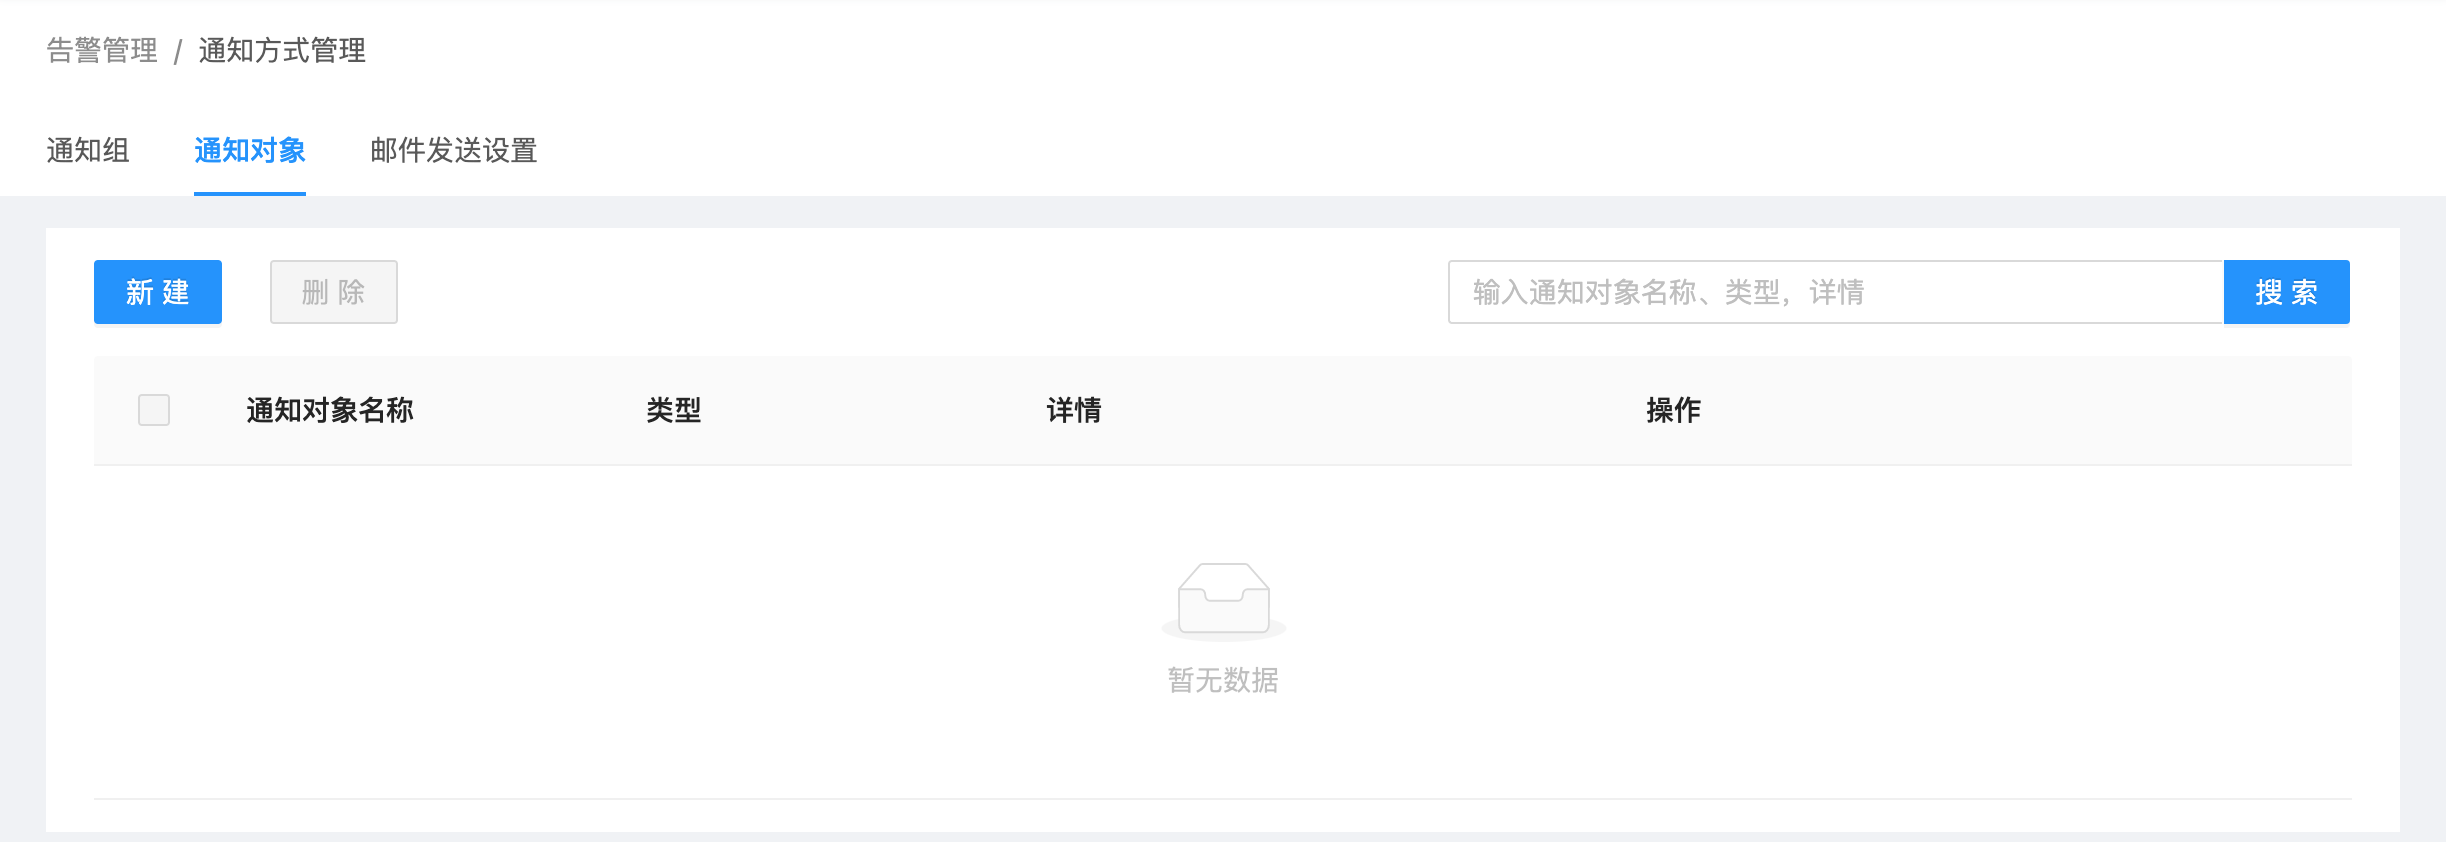 告警管理 / 通知方式管理
通知组 通知对象 邮件发送设置
新建 删除 输入通知对象名称、类型，详情 搜索
通知对象名称 类型 详情 操作
暂无数据